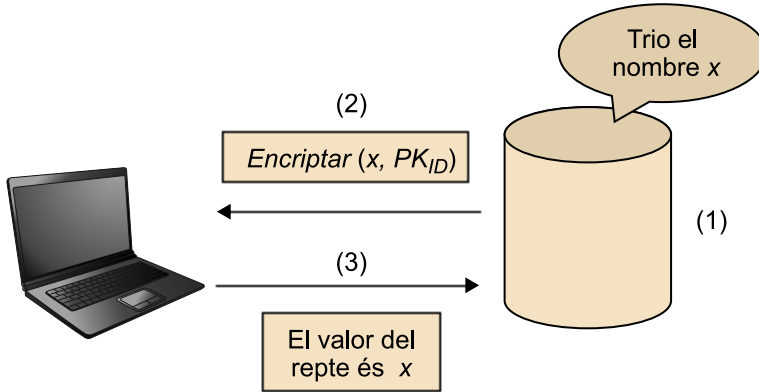 Trio el
nombre x
(2)
Encriptar (x, PK_ID)
(1)
(3)
El valor del
repte és x